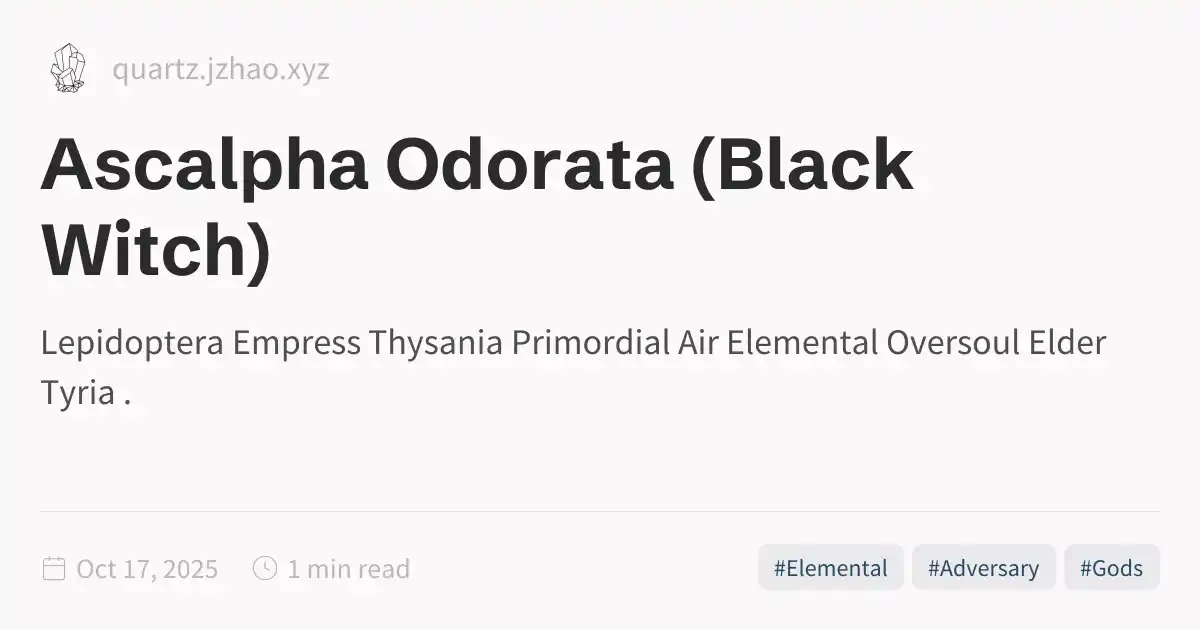 quartz.jzhao.xyz
Ascalpha Odorata (Black
Witch)
Lepidoptera Empress Thysania Primordial Air Elemental Oversoul Elder
Tyria .
Oct 17, 2025 1 min read #Elemental #Adversary #Gods